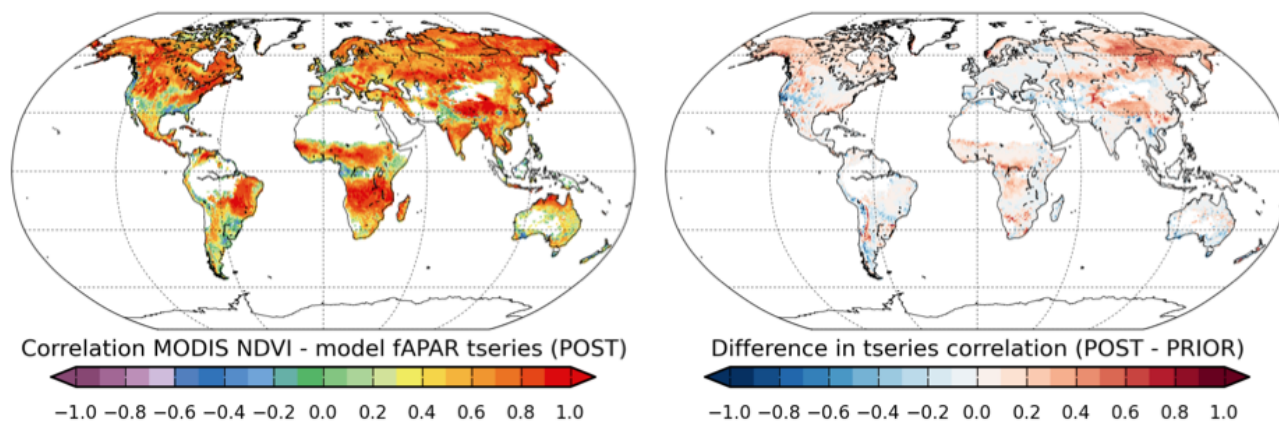 Correlation MODIS NDVI - model fAPAR tseries (POST)
−1.0 −0.8 −0.6 −0.4 −0.2 0.0 0.2 0.4 0.6 0.8 1.0
Difference in tseries correlation (POST - PRIOR)
−1.0 −0.8 −0.6 −0.4 −0.2 0.0 0.2 0.4 0.6 0.8 1.0